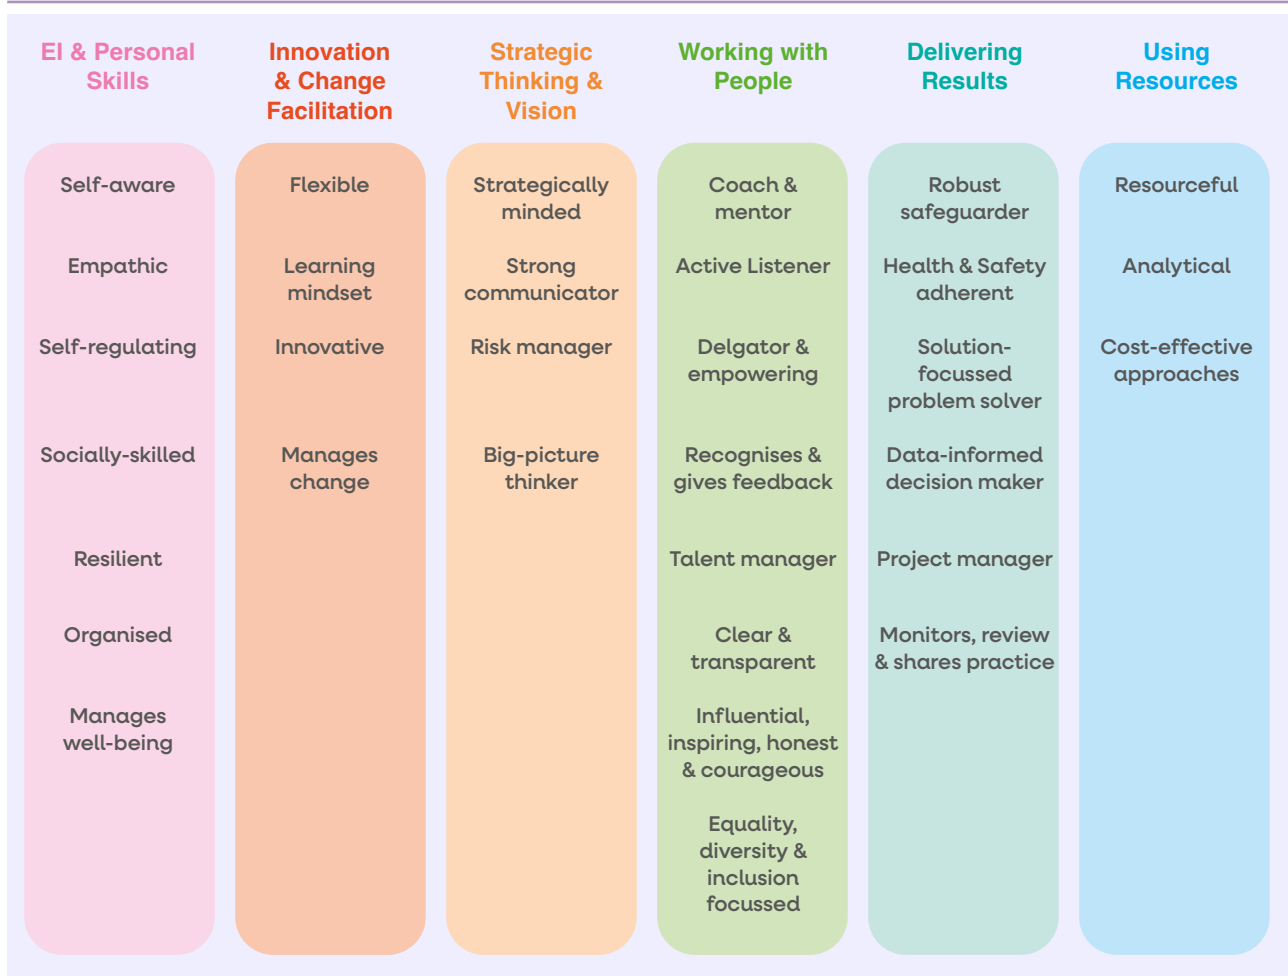 EI & Personal
Skills
Innovation
& Change
Facilitation
Strategic
Thinking &
Vision
Working with
People
Delivering
Results
Using
Resources
Self-aware
Empathic
Self-regulating
Socially-skilled
Resilient
Organised
Manages
well-being
Flexible
Learning
mindset
Innovative
Manages
change
Strategically
minded
Strong
communicator
Risk manager
Big-picture
thinker
Coach &
mentor
Active Listener
Delgator &
empowering
Recognises &
gives feedback
Talent manager
Clear &
transparent
Influential,
inspiring, honest
& courageous
Equality,
diversity &
inclusion
focussed
Robust
safeguarder
Health & Safety
adherent
Solution-
focussed
problem solver
Data-informed
decision maker
Project manager
Monitors, review
& shares practice
Resourceful
Analytical
Cost-effective
approaches